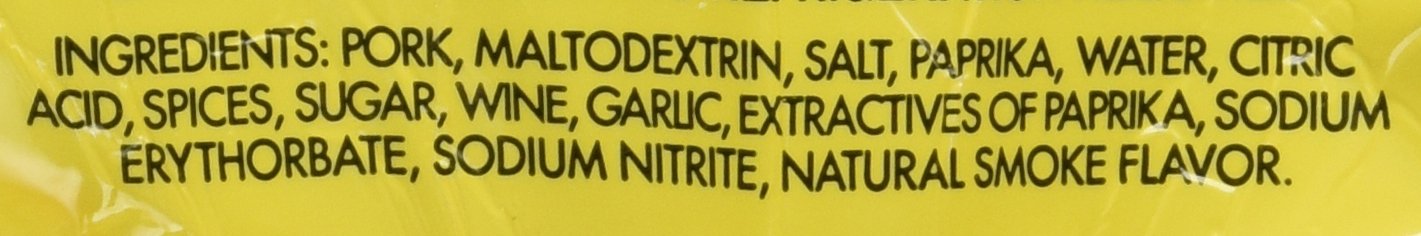 INGREDIENTS: PORK, MALTODEXTRIN, SALT, PAPRIKA, WATER, CITRIC
ACID, SPICES, SUGAR, WINE, GARLIC, EXTRACTIVES OF PAPRIKA, SODIUM
ERYTHORBATE, SODIUM NITRITE, NATURAL SMOKE FLAVOR.